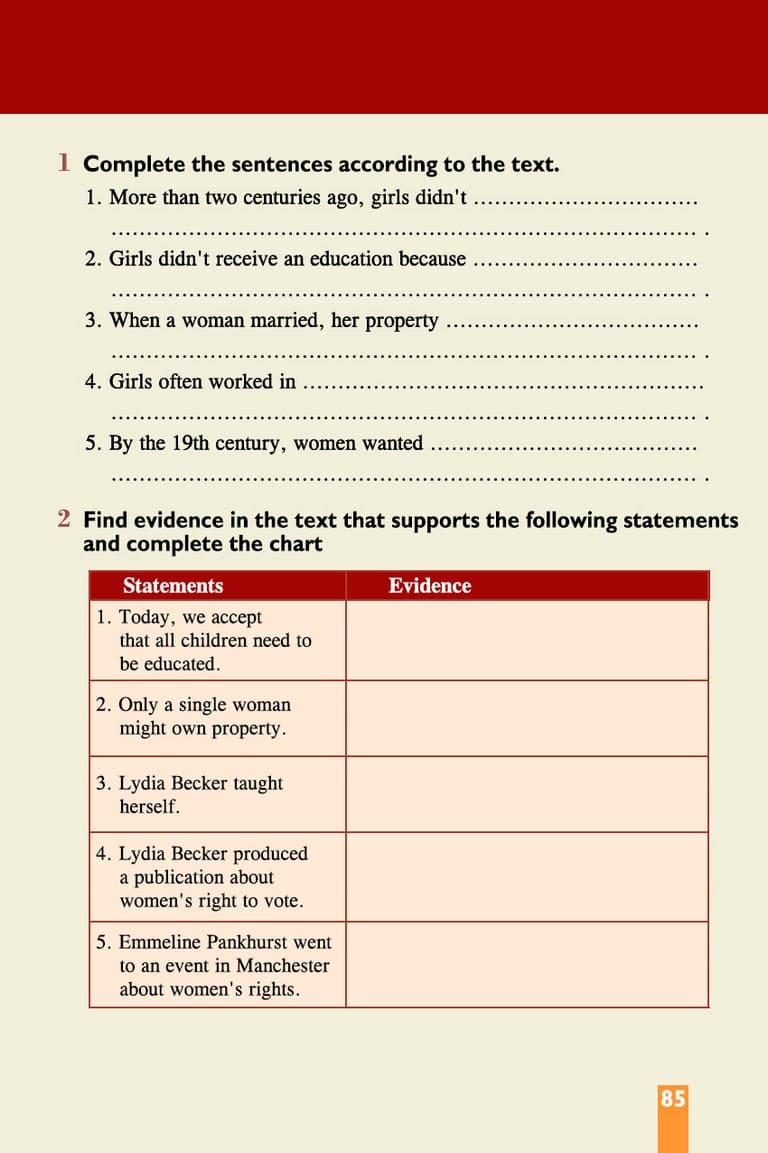 1 Complete the sentences according to the text.
1. More than two centuries ago, girls didn't ................................
.................................................................................... .
2. Girls didn't receive an education because ................................
.................................................................................... .
3. When a woman married, her property ....................................
.................................................................................... .
4. Girls often worked in .........................................................
.................................................................................... .
5. By the 19th century, women wanted ......................................
.................................................................................... .
2 Find evidence in the text that supports the following statements
and complete the chart
Statements Evidence
1. Today, we accept
that all children need to
be educated.
2. Only a single woman
might own property.
3. Lydia Becker taught
herself.
4. Lydia Becker produced
a publication about
women's right to vote.
5. Emmeline Pankhurst went
to an event in Manchester
about women's rights.
85